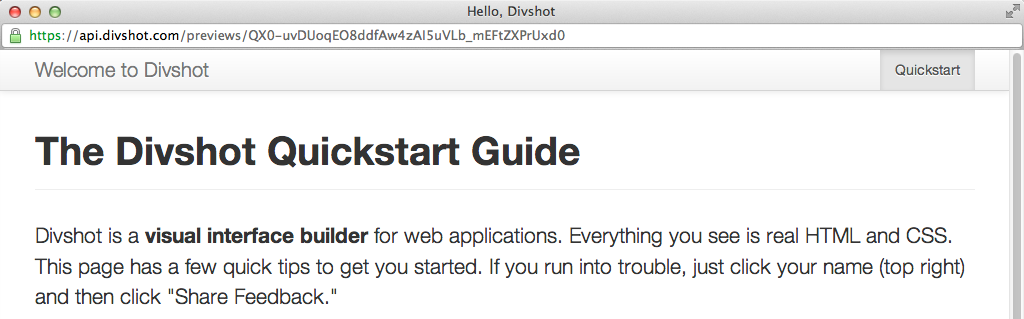 Hello, Divshot
https://api.divshot.com/previews/QX0-uvDUoqEO8ddfAw4zAI5uVLb_mEFtZXPrUxd0
Welcome to Divshot
Quickstart
The Divshot Quickstart Guide
Divshot is a visual interface builder for web applications. Everything you see is real HTML and CSS.
This page has a few quick tips to get you started. If you run into trouble, just click your name (top right)
and then click "Share Feedback."